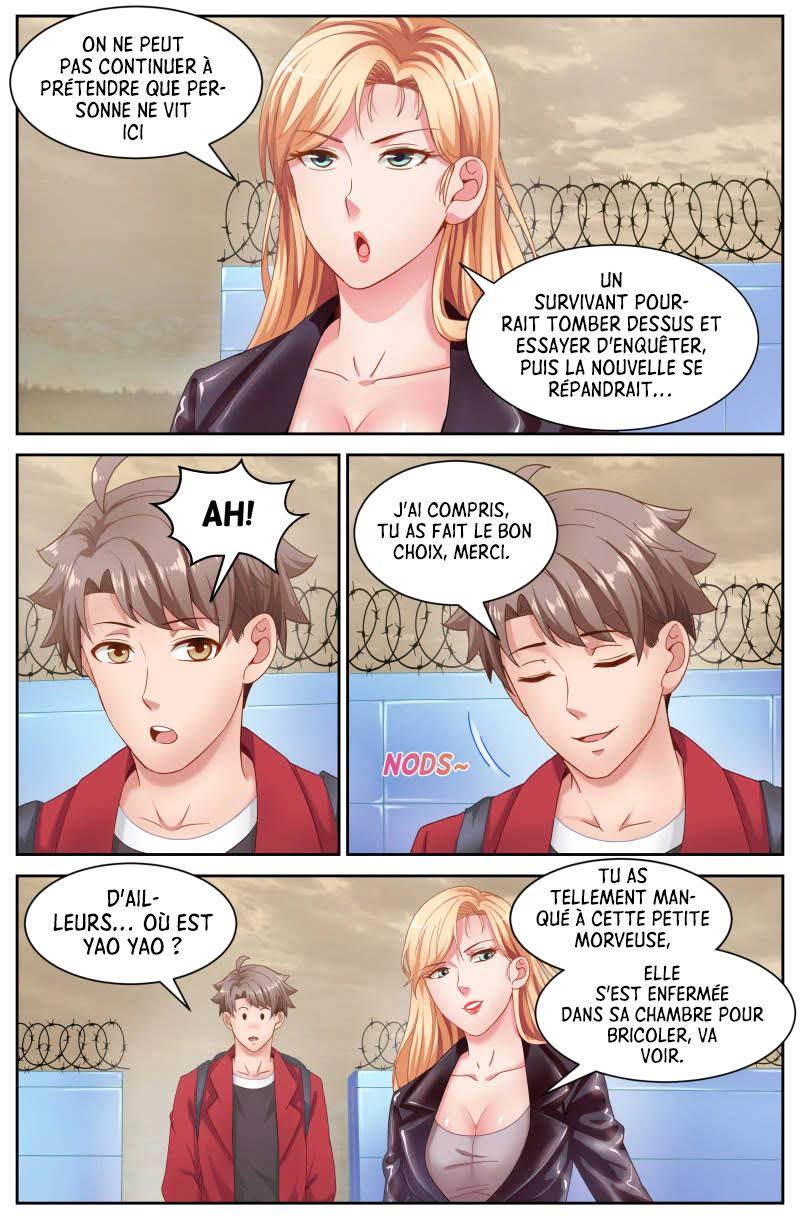 ON NE PEUT
PAS CONTINUER À
PRÉTENDRE QUE PER-
SONNE NE VIT
ICI
UN
SURVIVANT POUR-
RAIT TOMBER DESSUS ET
ESSAYER D'ENQUÊTER,
PUIS LA NOUVELLE SE
RÉPANDRAIT...
AH!
J'AI COMPRIS,
TU AS FAIT LE BON
CHOIX, MERCI.
NODS~
D'AIL-
LEURS... OÙ EST
YAO YAO ?
TU AS
TELLEMENT MAN-
QUÉ À CETTE PETITE
MORVEUSE,
ELLE
S'EST ENFERMÉE
DANS SA CHAMBRE POUR
BRICOLER, VA
VOIR.